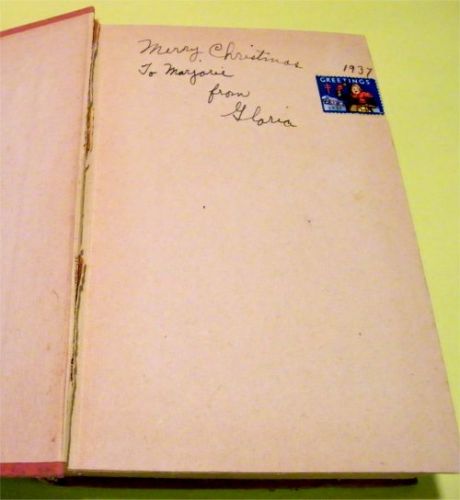 Merry Christmas
1937
To Marjorie
GREETINGS
from
Gloria